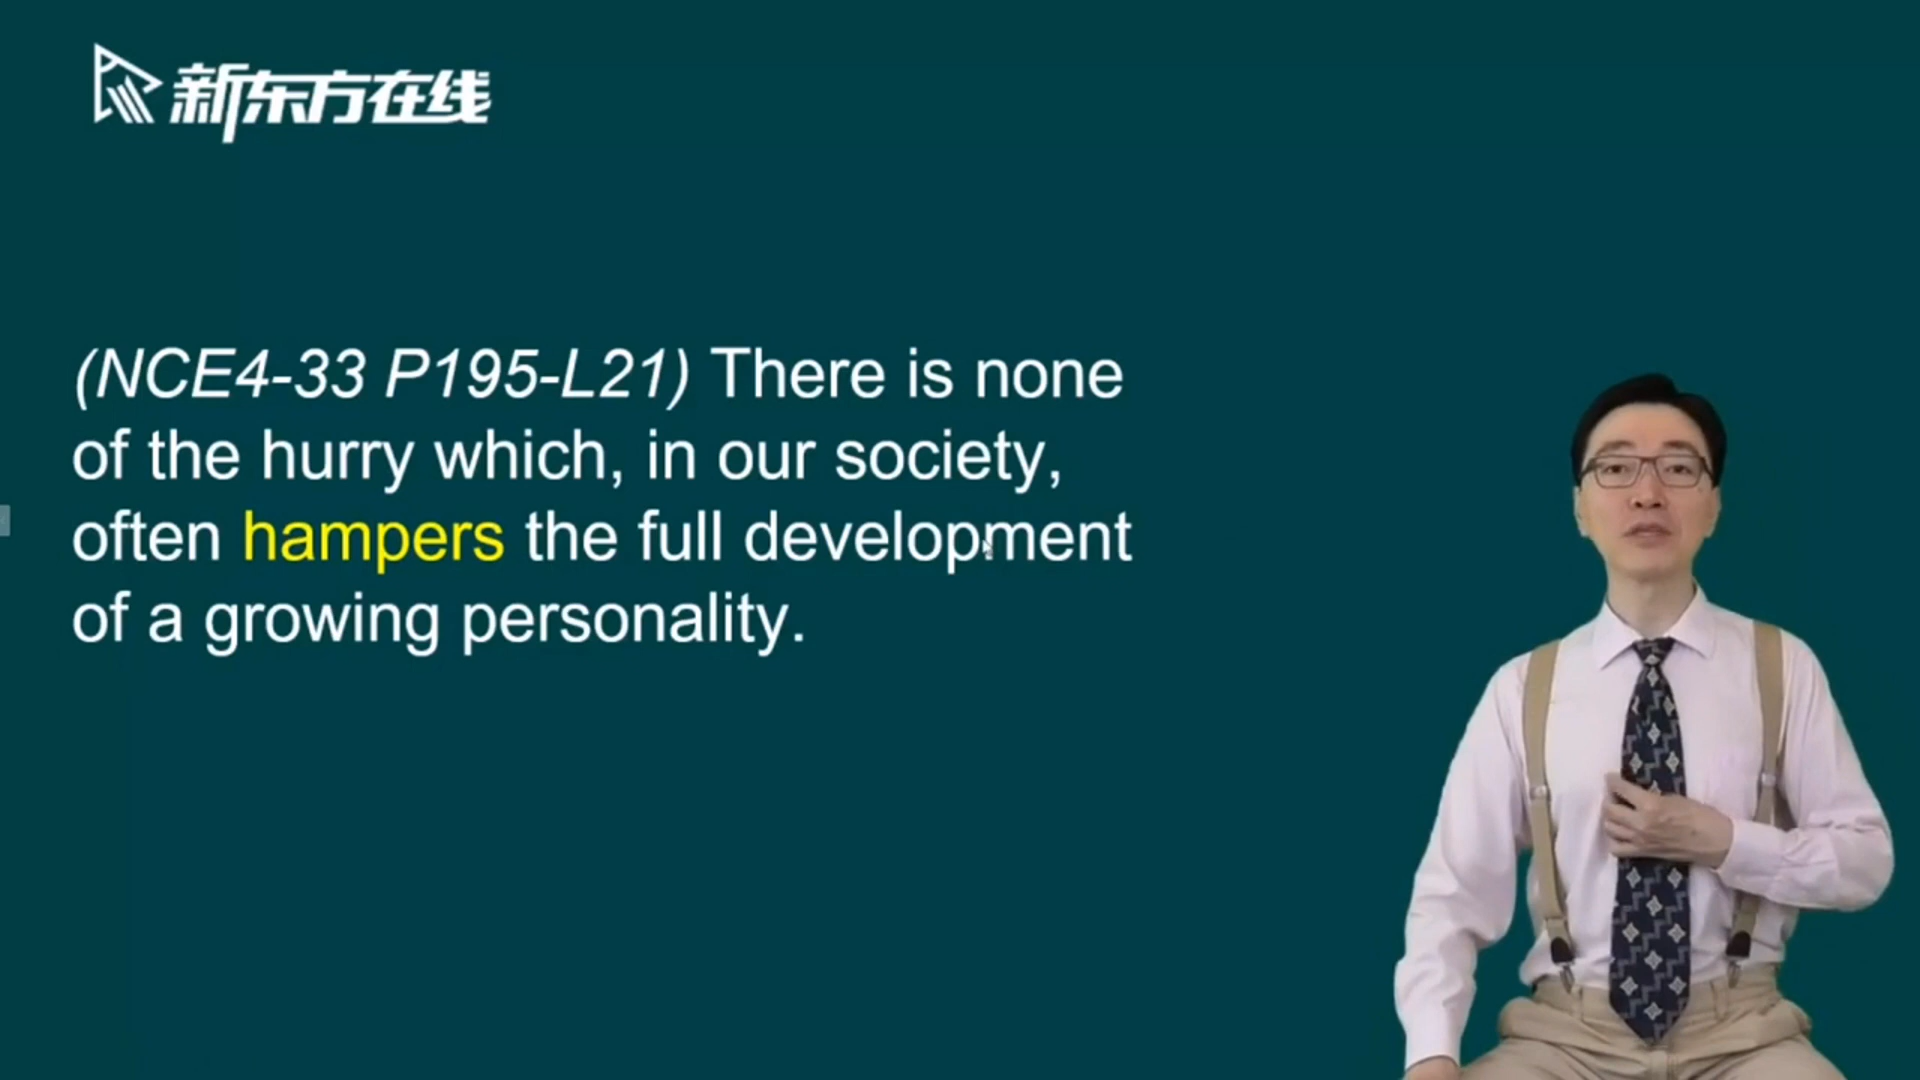 新东方在线
(NCE4-33 P195-L21) There is none
of the hurry which, in our society,
often hampers the full development
of a growing personality.